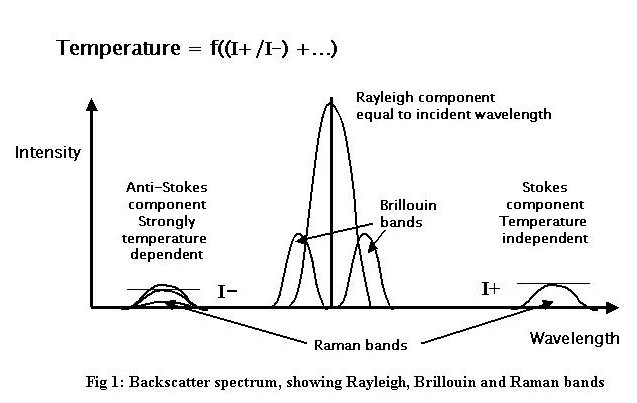 Temperature = f((I+/I−) +...)
Rayleigh component
equal to incident wavelength
Intensity
Anti-Stokes
component
Strongly
temperature
dependent
Brillouin
bands
Stokes
component
Temperature
independent
I−
I+
Raman bands
Wavelength
Fig 1: Backscatter spectrum, showing Rayleigh, Brillouin and Raman bands